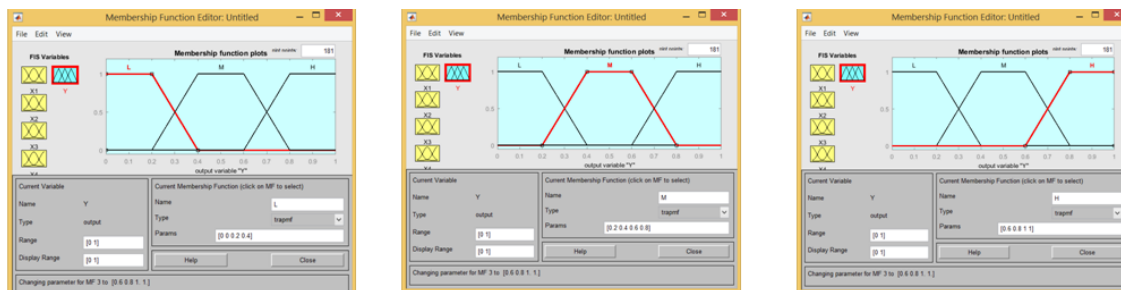 Membership Function Editor: Untitled
File Edit View
FIS Variables
Membership function plots
181
L
M
H
X1
Y
X2
X3
1
0.5
0
0 0.1 0.2 0.3 0.4 0.5 0.6 0.7 0.8 0.9 1
output variable "Y"
Current Variable
Name Y
Type output
Range [0 1]
Display Range [0 1]
Current Membership Function (click on MF to select)
Name L
Type trapmf
Params [0 0 0.2 0.4]
Help Close
Changing parameter for MF 3 to [0.6 0.8 1. 1.]
Membership Function Editor: Untitled
File Edit View
FIS Variables
Membership function plots
181
L
M
H
X1
Y
X2
X3
1
0.5
0
0 0.1 0.2 0.3 0.4 0.5 0.6 0.7 0.8 0.9 1
output variable "Y"
Current Variable
Name Y
Type output
Range [0 1]
Display Range [0 1]
Current Membership Function (click on MF to select)
Name M
Type trapmf
Params [0.2 0.4 0.6 0.8]
Help Close
Changing parameter for MF 3 to [0.6 0.8 1. 1.]
Membership Function Editor: Untitled
File Edit View
FIS Variables
Membership function plots
181
L
M
H
X1
Y
X2
X3
1
0.5
0
0 0.1 0.2 0.3 0.4 0.5 0.6 0.7 0.8 0.9 1
output variable "Y"
Current Variable
Name Y
Type output
Range [0 1]
Display Range [0 1]
Current Membership Function (click on MF to select)
Name H
Type trapmf
Params [0.6 0.8 1 1]
Help Close
Changing parameter for MF 3 to [0.6 0.8 1. 1.]